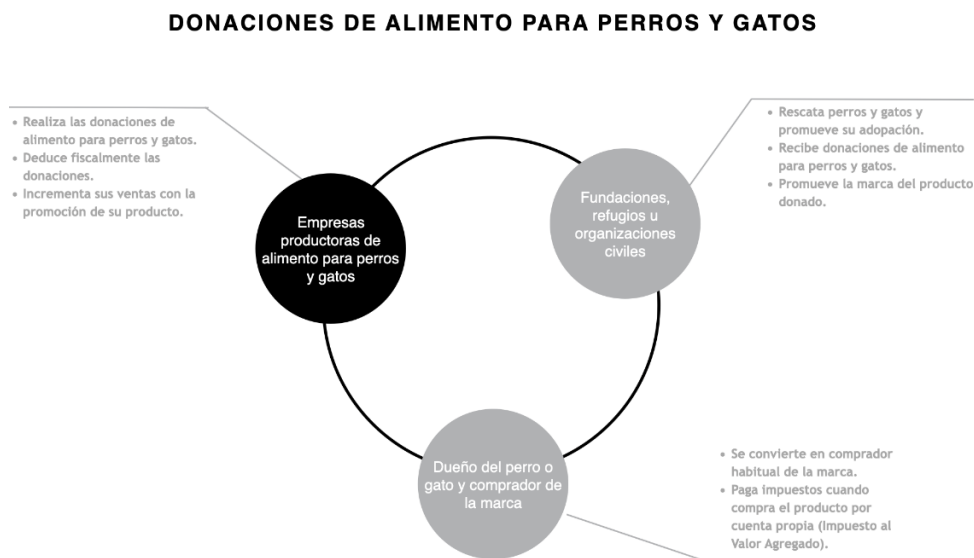 DONACIONES DE ALIMENTO PARA PERROS Y GATOS
• Realiza las donaciones de
alimento para perros y gatos.
• Deduce fiscalmente las
donaciones.
• Incrementa sus ventas con la
promoción de su producto.
Empresas
productoras de
alimento para perros
y gatos
Fundaciones,
refugios u
organizaciones
civiles
• Rescata perros y gatos y
promueve su adopción.
• Recibe donaciones de alimento
para perros y gatos.
• Promueve la marca del producto
donado.
Dueño del perro o
gato y comprador de
la marca
• Se convierte en comprador
habitual de la marca.
• Paga impuestos cuando
compra el producto por
cuenta propia (Impuesto al
Valor Agregado).